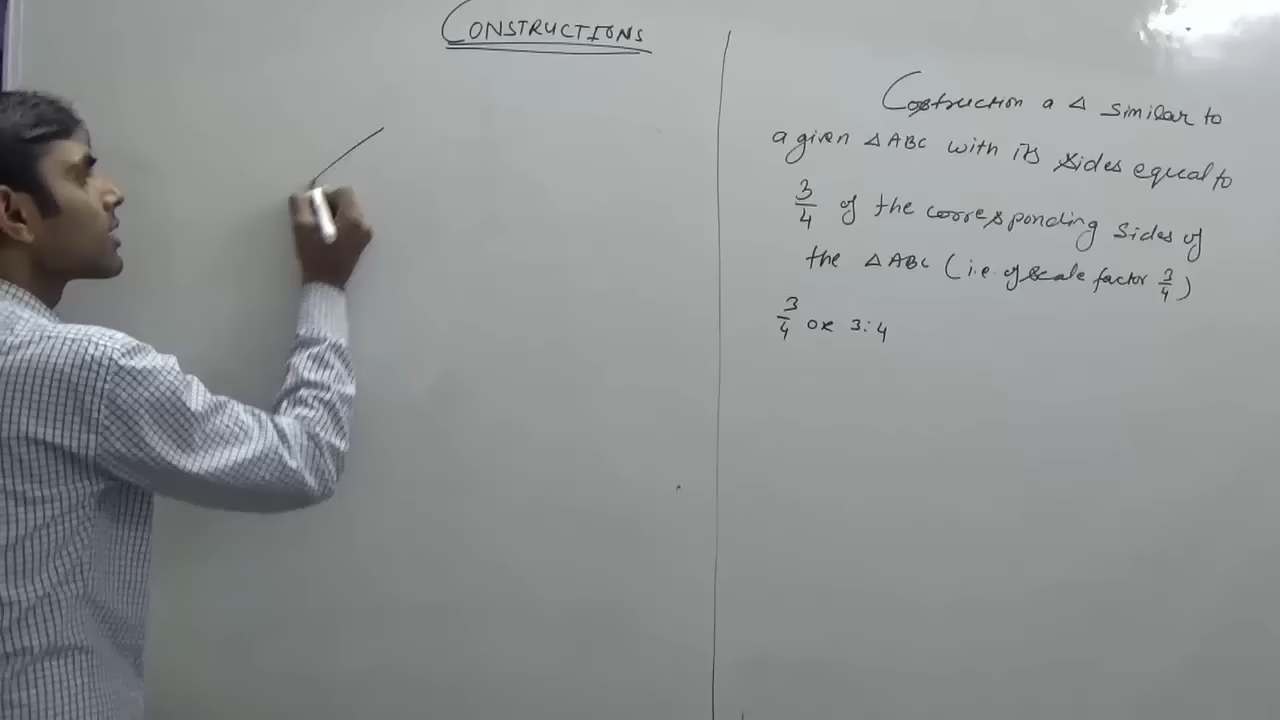 CONSTRUCTIONS
Construction a △ similar to
a given △ABC with its sides equal to
3/4 of the corresponding sides of
the △ABC (i.e. of scale factor 3/4)
3/4 or 3:4